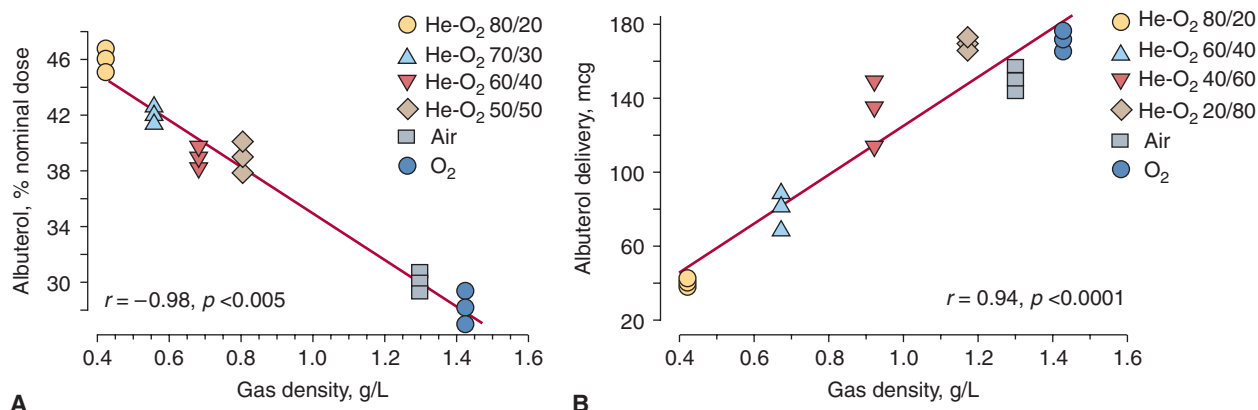 Albuterol, % nominal dose
46
42
38
34
30
He-O2 80/20
He-O2 70/30
He-O2 60/40
He-O2 50/50
Air
O2
r = −0.98, p <0.005
0.4 0.6 0.8 1.0 1.2 1.4 1.6
Gas density, g/L
A
Albuterol delivery, mcg
180
140
100
60
20
He-O2 80/20
He-O2 60/40
He-O2 40/60
He-O2 20/80
Air
O2
r = 0.94, p <0.0001
0.4 0.6 0.8 1.0 1.2 1.4 1.6
Gas density, g/L
B